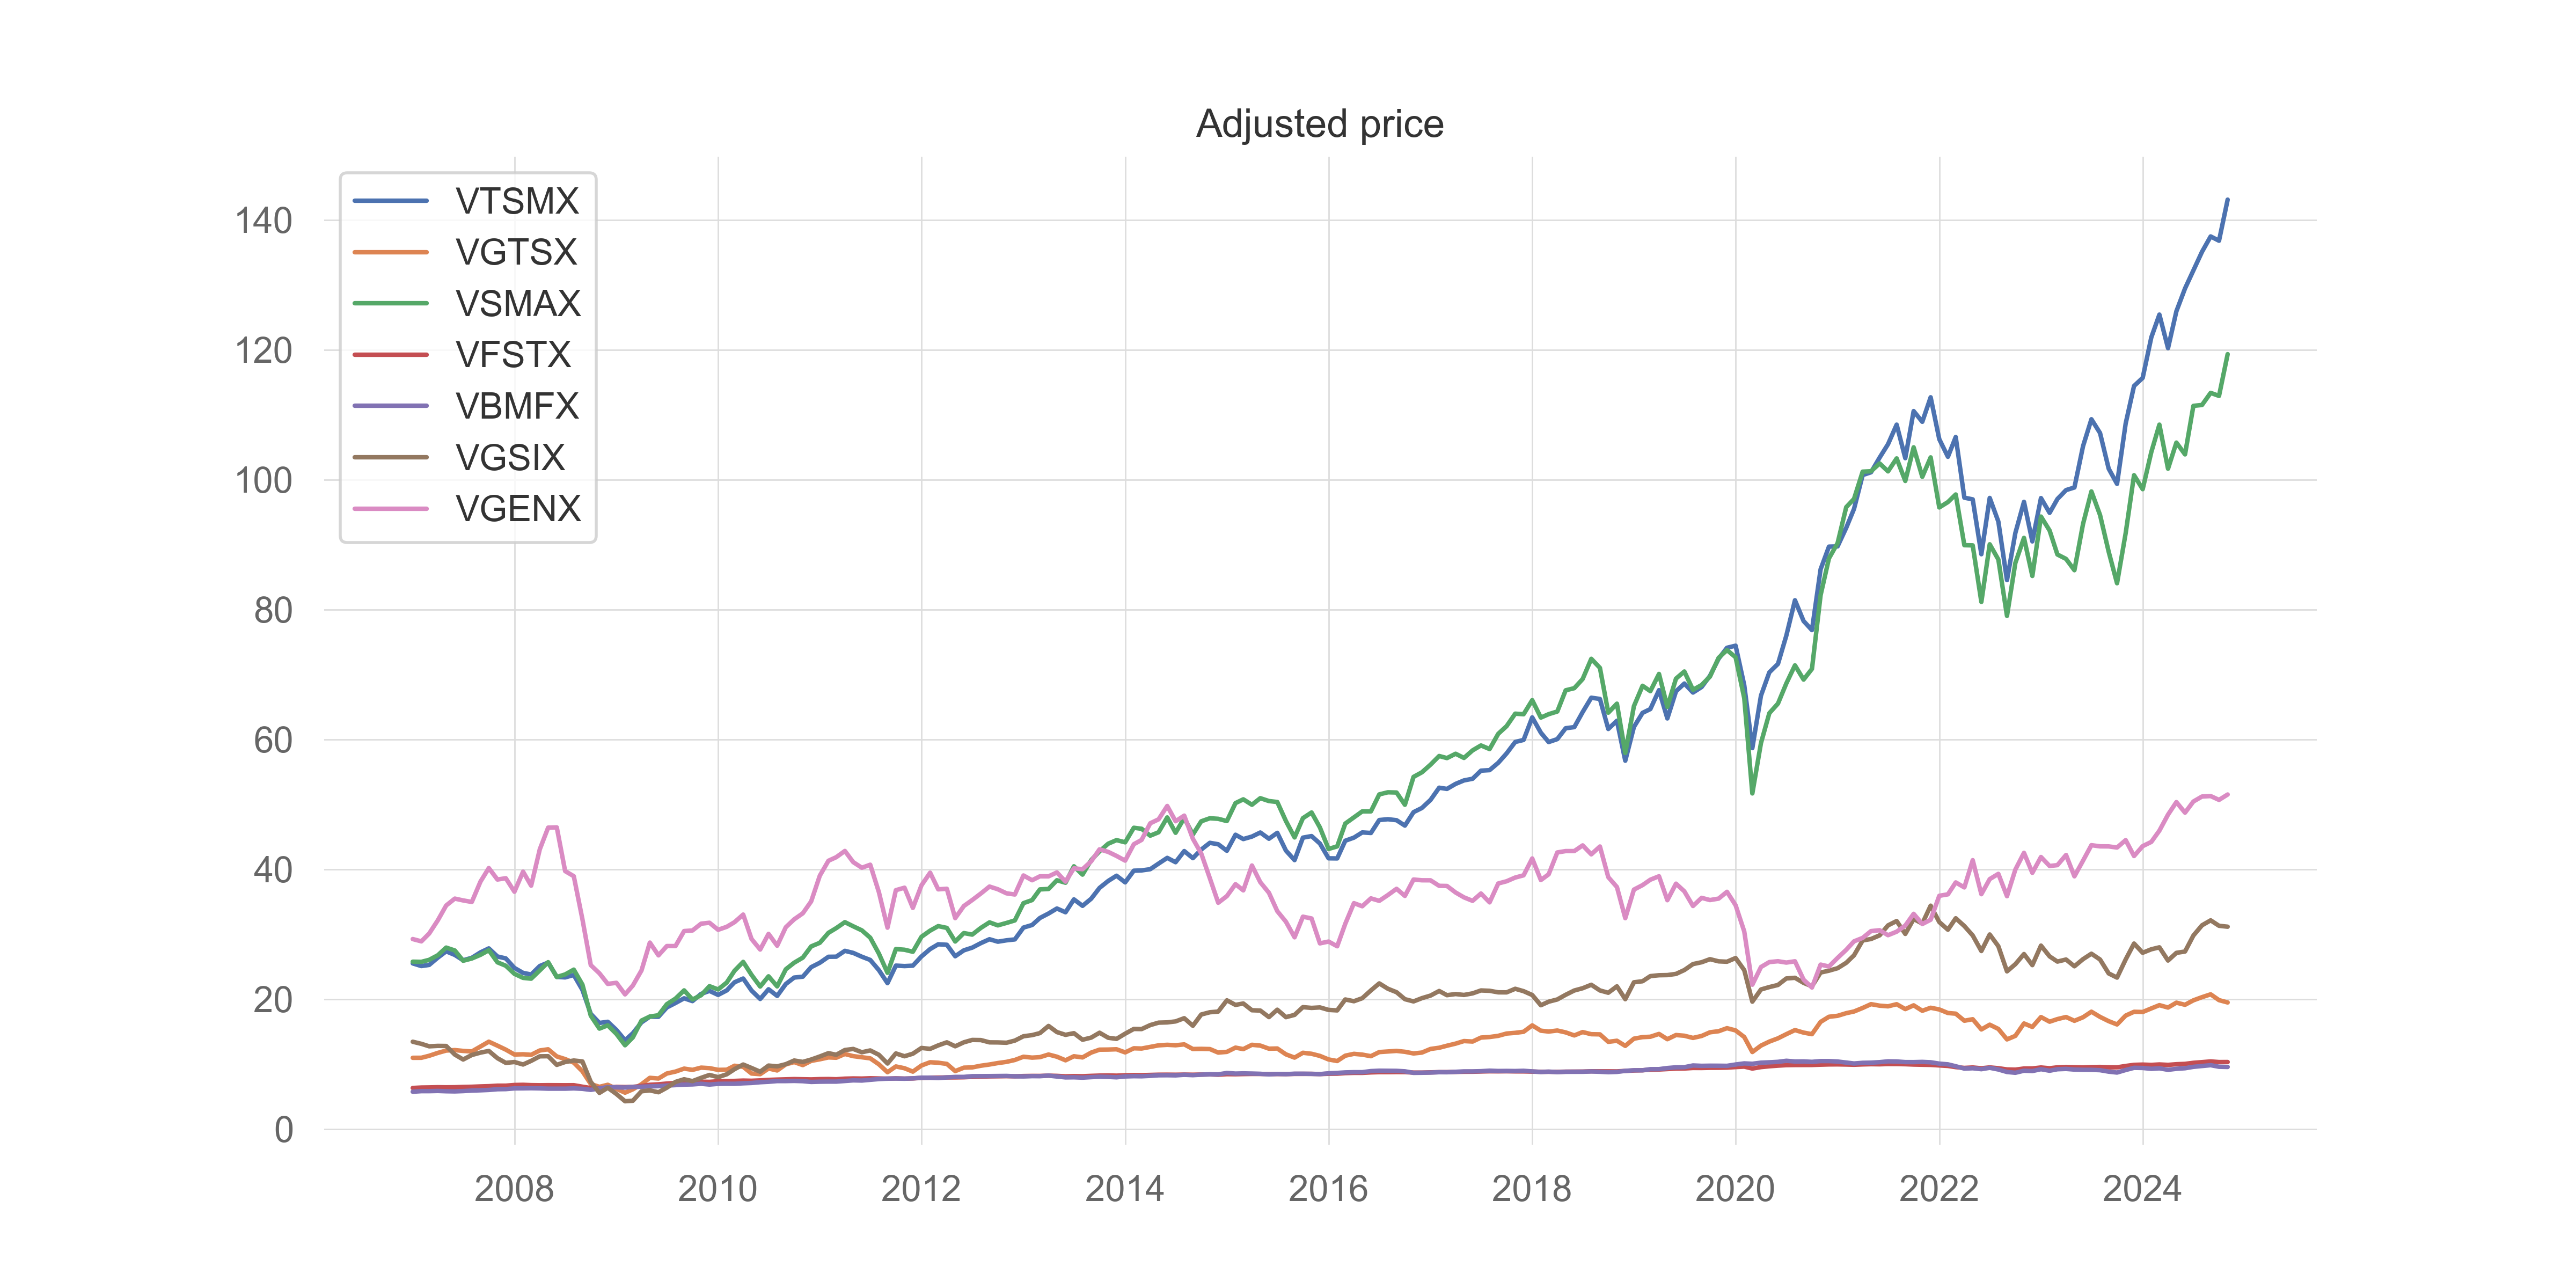 Adjusted price
VTSMX
VGTSX
VSMAX
VFSTX
VBMFX
VGSIX
VGENX
140
120
100
80
60
40
20
0
2008 2010 2012 2014 2016 2018 2020 2022 2024